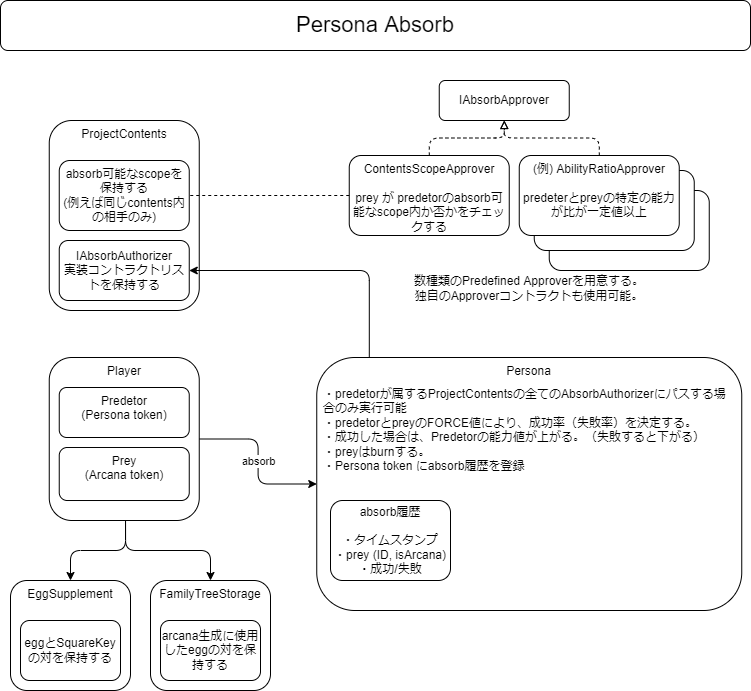 Persona Absorb
IAbsorbApprover
ProjectContents
absorb可能なscopeを
保持する
(例えば同じcontents内
の相手のみ)
IAbsorbAuthorizer
実装コントラクトリス
トを保持する
ContentsScopeApprover
prey が predetorのabsorb可
能なscope内か否かをチェッ
クする
(例) AbilityRatioApprover
predeterとpreyの特定の能力
が比が一定値以上
数種類のPredefined Approverを用意する。
独自のApproverコントラクトも使用可能。
Player
Predetor
(Persona token)
Prey
(Arcana token)
absorb
Persona
・predetorが属するProjectContentsの全てのAbsorbAuthorizerにパスする場
合のみ実行可能
・predetorとpreyのFORCE値により、成功率（失敗率）を決定する。
・成功した場合は、Predetorの能力値が上がる。（失敗すると下がる）
・preyはburnする。
・Persona token にabsorb履歴を登録
absorb履歴
・タイムスタンプ
・prey (ID, isArcana)
・成功/失敗
EggSupplement
eggとSquareKey
の対を保持する
FamilyTreeStorage
arcana生成に使用
したeggの対を保
持する